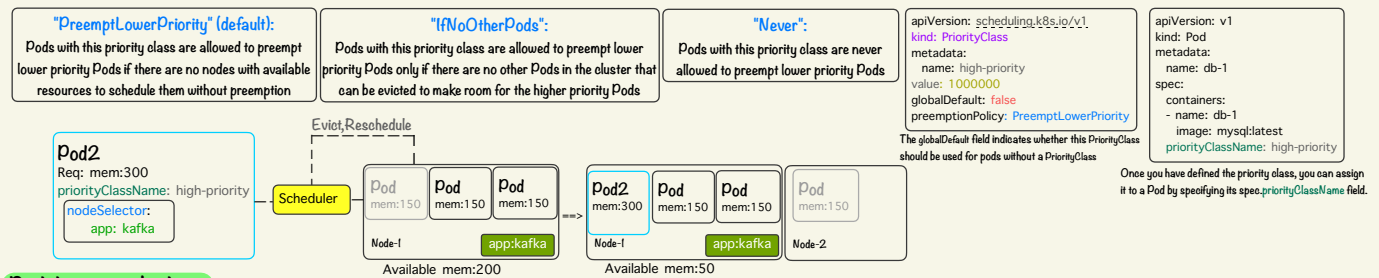 "PreemptLowerPriority" (default):
Pods with this priority class are allowed to preempt
lower priority Pods if there are no nodes with available
resources to schedule them without preemption
"IfNoOtherPods":
Pods with this priority class are allowed to preempt lower
priority Pods only if there are no other Pods in the cluster that
can be evicted to make room for the higher priority Pods
"Never":
Pods with this priority class are never
allowed to preempt lower priority Pods
apiVersion: scheduling.k8s.io/v1
kind: PriorityClass
metadata:
name: high-priority
value: 1000000
globalDefault: false
preemptionPolicy: PreemptLowerPriority
The globalDefault field indicates whether this PriorityClass
should be used for pods without a PriorityClass
apiVersion: v1
kind: Pod
metadata:
name: db-1
spec:
containers:
- name: db-1
image: mysql:latest
priorityClassName: high-priority
Once you have defined the priority class, you can assign
it to a Pod by specifying its spec.priorityClassName field.
Evict,Reschedule
Pod2
Req: mem:300
priorityClassName: high-priority
nodeSelector:
app: kafka
Scheduler
Pod
mem:150
Pod
mem:150
Pod
mem:150
Node-1
app:kafka
Available mem:200
==>
Pod2
mem:300
Pod
mem:150
Pod
mem:150
Node-1
app:kafka
Available mem:50
Pod
mem:150
Node-2